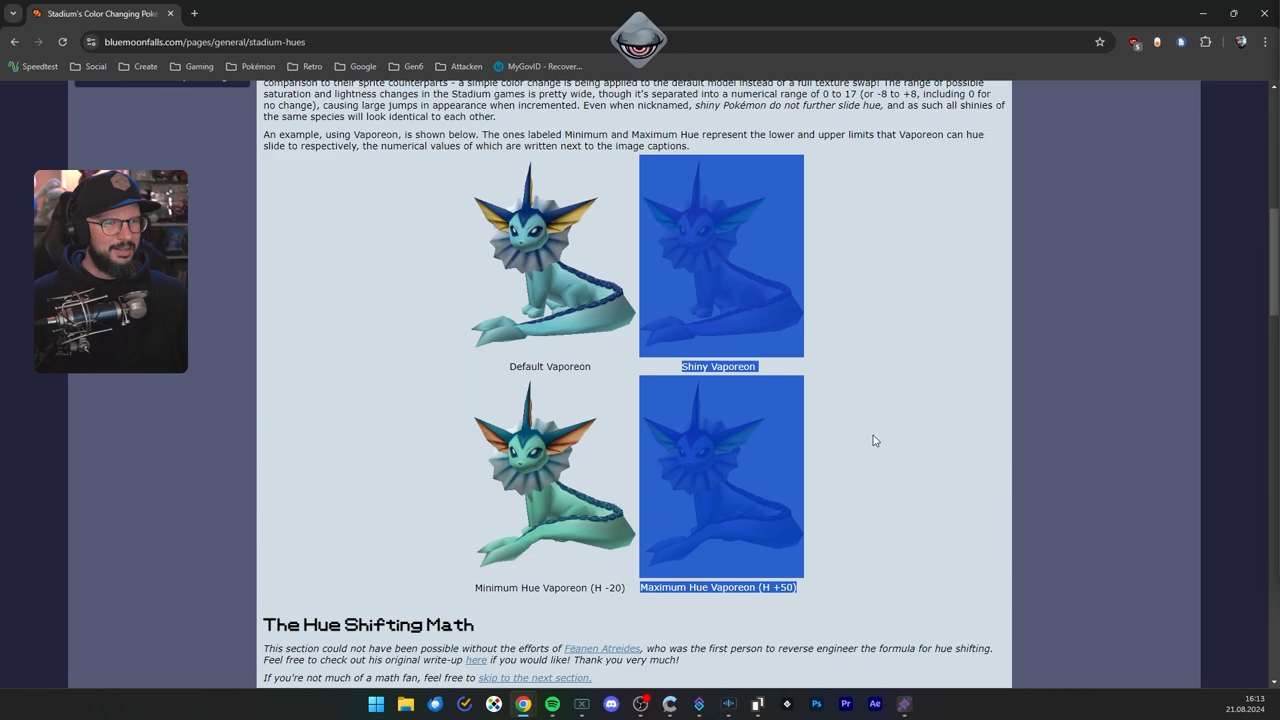 Stadium's Color Changing Poké
bluemoonfalls.com/pages/general/stadium-hues
Speedtest Social Create Gaming Pokémon Retro Google Gen6 Attacken MyGovID - Recover...
comparison to their sprite counterparts - a simple color change is being applied to the default model instead of a full texture swap! The range of possible
saturation and lightness changes in the Stadium games is pretty wide, though it's separated into a numerical range of 0 to 17 (or -8 to +8, including 0 for
no change), causing large jumps in appearance when incremented. Even when nicknamed, shiny Pokémon do not further slide hue, and as such all shinies of
the same species will look identical to each other.
An example, using Vaporeon, is shown below. The ones labeled Minimum and Maximum Hue represent the lower and upper limits that Vaporeon can hue
slide to respectively, the numerical values of which are written next to the image captions.
Default Vaporeon Shiny Vaporeon
Minimum Hue Vaporeon (H -20) Maximum Hue Vaporeon (H +50)
The Hue Shifting Math
This section could not have been possible without the efforts of Fëanen Atreides, who was the first person to reverse engineer the formula for hue shifting.
Feel free to check out his original write-up here if you would like! Thank you very much!
If you're not much of a math fan, feel free to skip to the next section.
Ps Pr Ae
16:13
21.08.2024